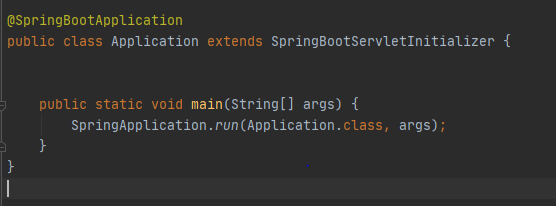 @SpringBootApplication
public class Application extends SpringBootServletInitializer {
public static void main(String[] args) {
SpringApplication.run(Application.class, args);
}
}